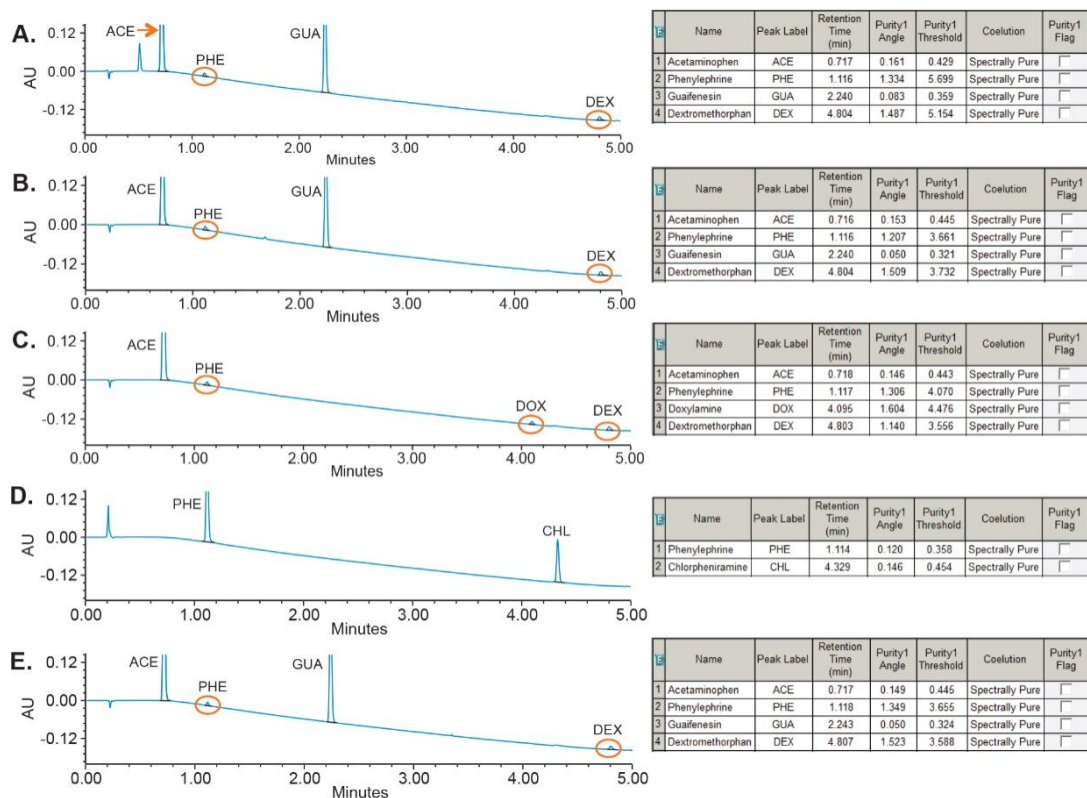 A.
ACE
PHE
GUA
DEX
AU
0.12
0.00
-0.12
0.00 1.00 2.00 3.00 4.00 5.00
Minutes
Name Peak Label Retention Time (min) Purity1 Angle Purity1 Threshold Coelution Purity1 Flag
1 Acetaminophen ACE 0.717 0.161 0.429 Spectrally Pure
2 Phenylephrine PHE 1.116 1.334 5.699 Spectrally Pure
3 Guaifenesin GUA 2.240 0.083 0.359 Spectrally Pure
4 Dextromethorphan DEX 4.804 1.487 5.154 Spectrally Pure
B.
ACE
PHE
GUA
DEX
AU
0.12
0.00
-0.12
0.00 1.00 2.00 3.00 4.00 5.00
Minutes
Name Peak Label Retention Time (min) Purity1 Angle Purity1 Threshold Coelution Purity1 Flag
1 Acetaminophen ACE 0.716 0.153 0.445 Spectrally Pure
2 Phenylephrine PHE 1.116 1.207 3.661 Spectrally Pure
3 Guaifenesin GUA 2.240 0.050 0.321 Spectrally Pure
4 Dextromethorphan DEX 4.804 1.509 3.732 Spectrally Pure
C.
ACE
PHE
DOX
DEX
AU
0.12
0.00
-0.12
0.00 1.00 2.00 3.00 4.00 5.00
Minutes
Name Peak Label Retention Time (min) Purity1 Angle Purity1 Threshold Coelution Purity1 Flag
1 Acetaminophen ACE 0.718 0.146 0.443 Spectrally Pure
2 Phenylephrine PHE 1.117 1.306 4.070 Spectrally Pure
3 Doxylamine DOX 4.095 1.604 4.476 Spectrally Pure
4 Dextromethorphan DEX 4.803 1.140 3.556 Spectrally Pure
D.
PHE
CHL
AU
0.12
0.00
-0.12
0.00 1.00 2.00 3.00 4.00 5.00
Minutes
Name Peak Label Retention Time (min) Purity1 Angle Purity1 Threshold Coelution Purity1 Flag
1 Phenylephrine PHE 1.114 0.120 0.358 Spectrally Pure
2 Chlorpheniramine CHL 4.329 0.146 0.454 Spectrally Pure
E.
ACE
PHE
GUA
DEX
AU
0.12
0.00
-0.12
0.00 1.00 2.00 3.00 4.00 5.00
Minutes
Name Peak Label Retention Time (min) Purity1 Angle Purity1 Threshold Coelution Purity1 Flag
1 Acetaminophen ACE 0.717 0.149 0.445 Spectrally Pure
2 Phenylephrine PHE 1.118 1.349 3.655 Spectrally Pure
3 Guaifenesin GUA 2.243 0.050 0.324 Spectrally Pure
4 Dextromethorphan DEX 4.807 1.523 3.588 Spectrally Pure